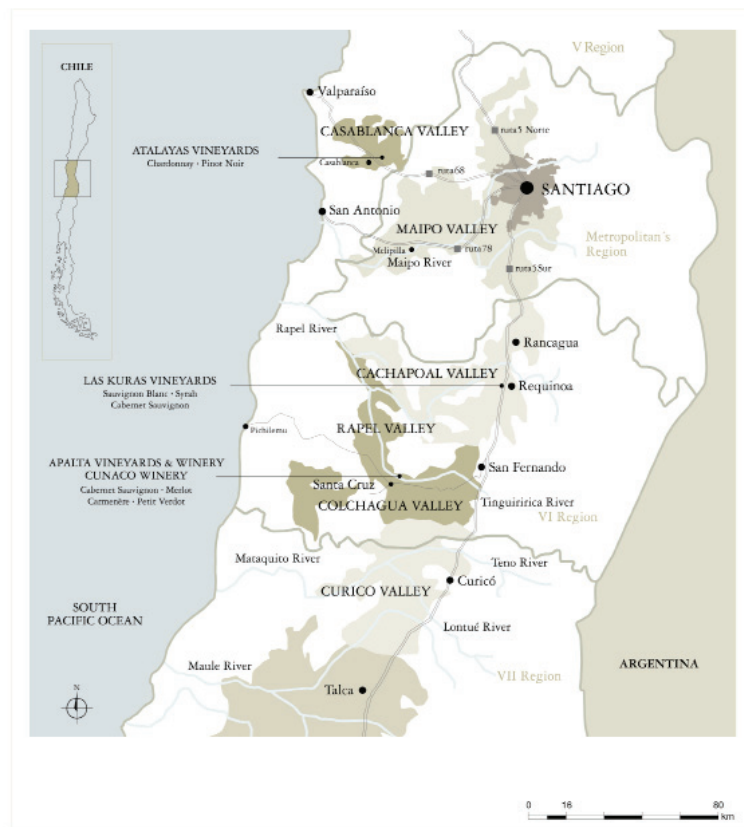 V Region
CHILE
Valparaíso
CASABLANCA VALLEY
ruta5 Norte
ATALAYAS VINEYARDS
Chardonnay · Pinot Noir
Casablanca
ruta68
SANTIAGO
San Antonio
MAIPO VALLEY
Metropolitan's
Region
Melipilla
ruta78
Maipo River
ruta5Sur
Rapel River
Rancagua
CACHAPOAL VALLEY
LAS KURAS VINEYARDS
Sauvignon Blanc · Syrah
Cabernet Sauvignon
Requinoa
Pichilemu
RAPEL VALLEY
APALTA VINEYARDS & WINERY
CUNACO WINERY
Cabernet Sauvignon · Merlot
Carmenère · Petit Verdot
San Fernando
Santa Cruz
COLCHAGUA VALLEY
Tinguiririca River
VI Region
Mataquito River
Teno River
Curicó
CURICO VALLEY
SOUTH
PACIFIC OCEAN
Lontué River
Maule River
ARGENTINA
VII Region
Talca
N
0 16 80
km